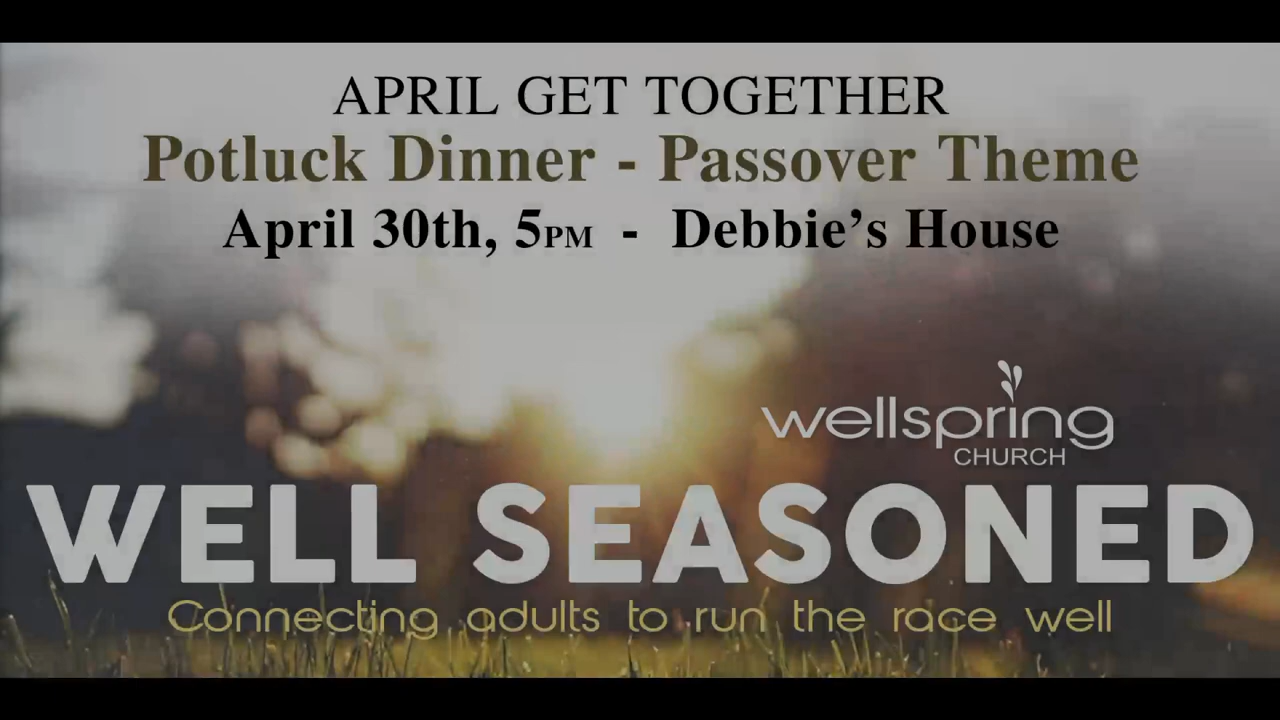 APRIL GET TOGETHER
Potluck Dinner - Passover Theme
April 30th, 5PM - Debbie’s House
wellspring
CHURCH
WELL SEASONED
Connecting adults to run the race well